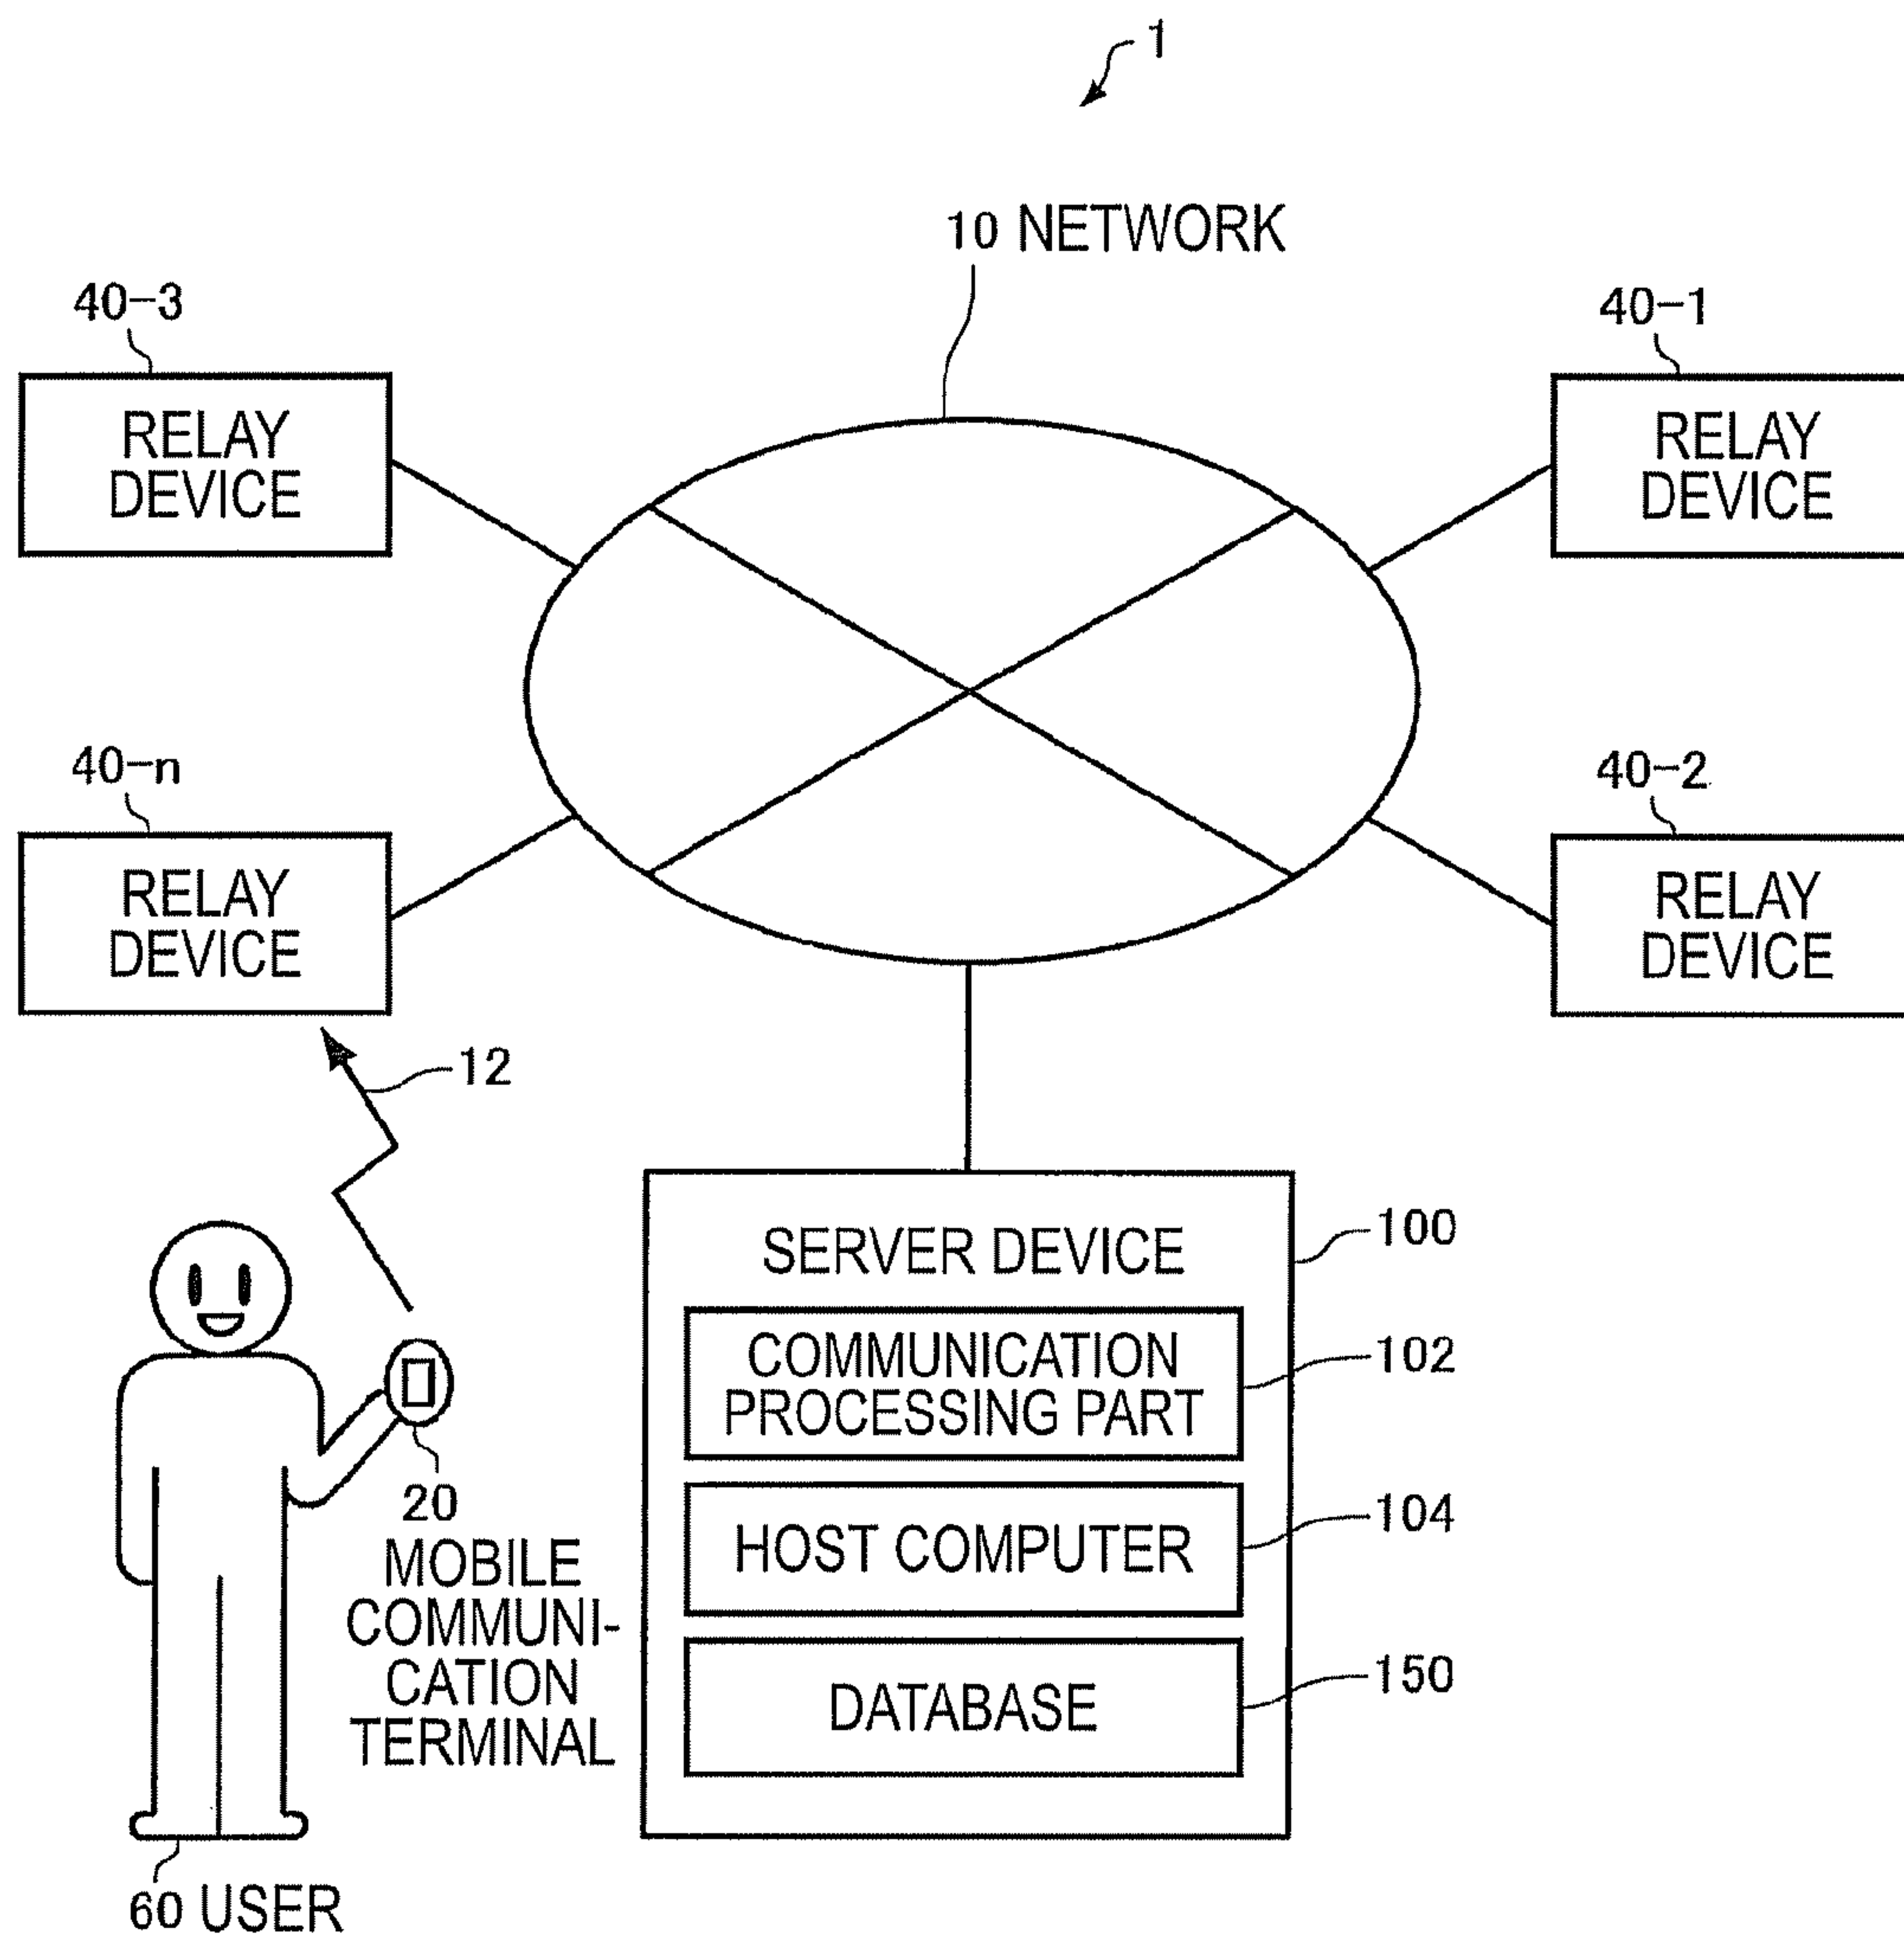 1
10 NETWORK
40-3
RELAY
DEVICE
40-1
RELAY
DEVICE
40-n
RELAY
DEVICE
40-2
RELAY
DEVICE
12
SERVER DEVICE
100
COMMUNICATION
PROCESSING PART
102
HOST COMPUTER
104
DATABASE
150
20
MOBILE
COMMUNI-
CATION
TERMINAL
60 USER